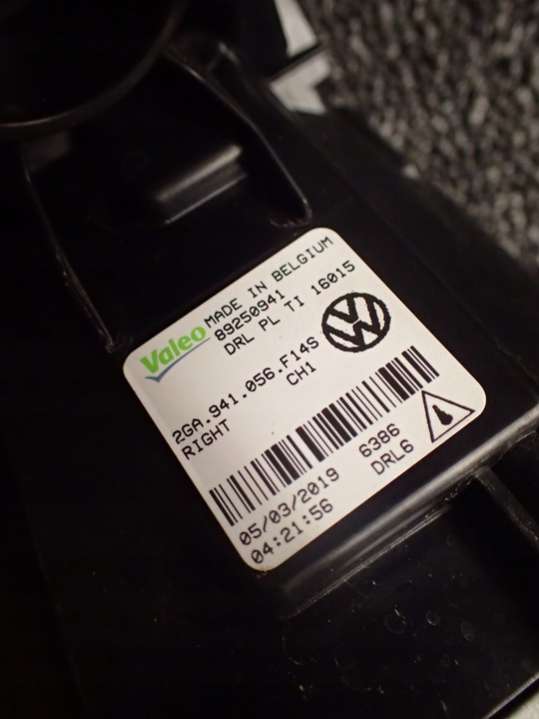 Valeo
MADE IN BELGIUM
89250941
DRL PL TI 16015
2GA.941.056.F14S
RIGHT CH1
05/03/2019 6386
04:21:56 DRL6